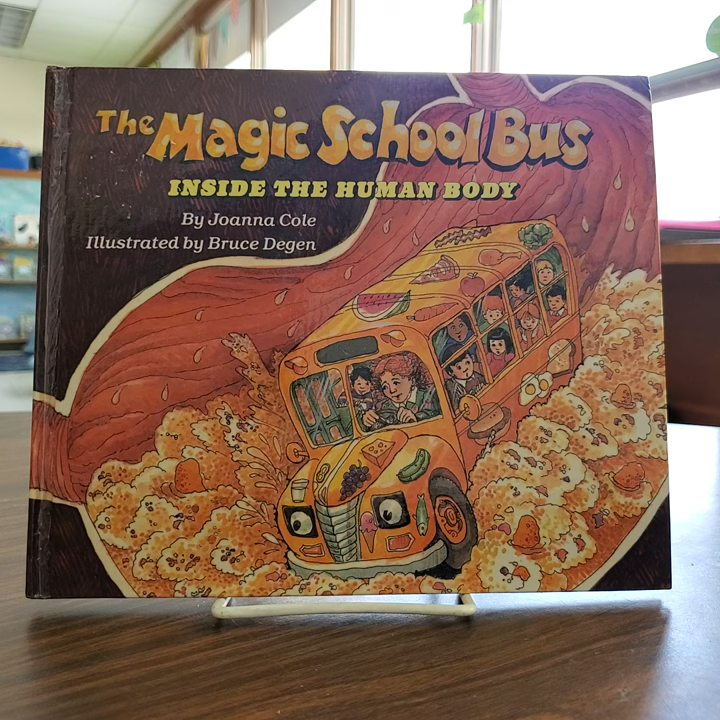 The Magic School Bus
INSIDE THE HUMAN BODY
By Joanna Cole
Illustrated by Bruce Degen